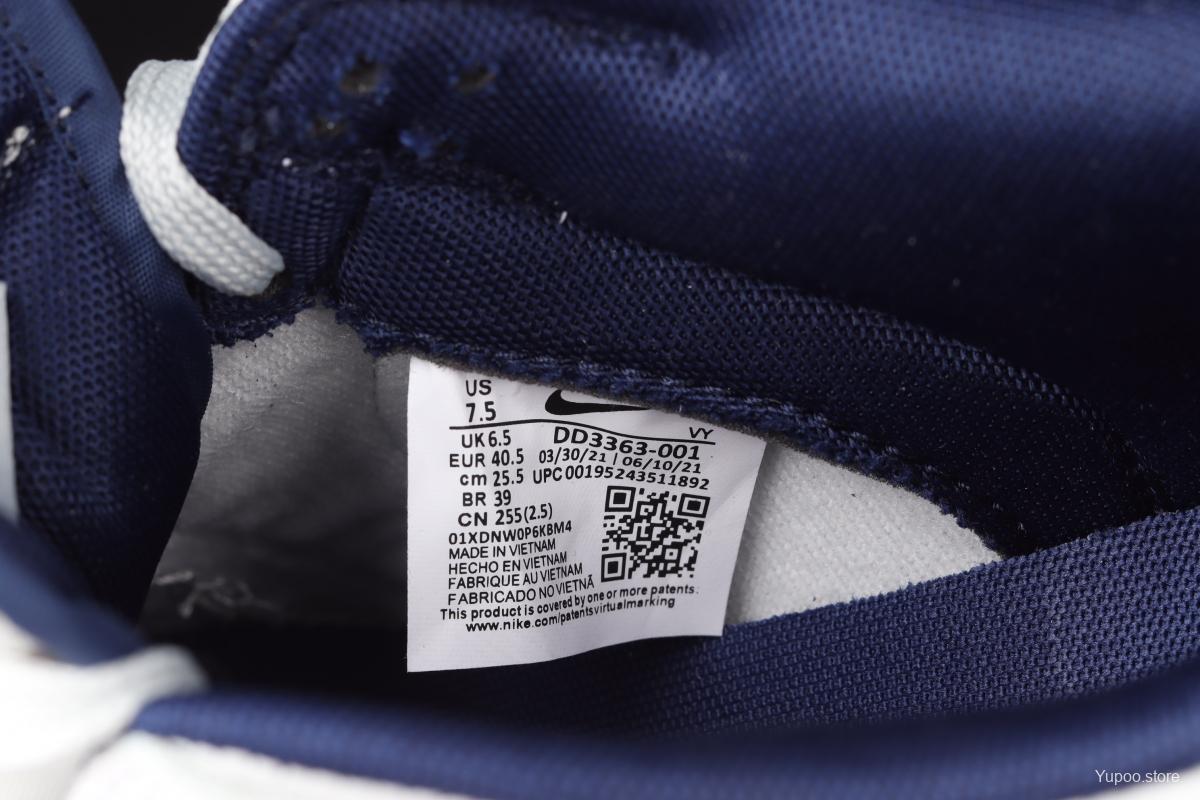 US
7.5
VY
UK 6.5
DD3363-001
EUR 40.5
03/30/21 | 06/10/21
cm 25.5
UPC 00195243511892
BR 39
CN 255(2.5)
01XDNW0P6KBM4
MADE IN VIETNAM
HECHO EN VIETNAM
FABRIQUE AU VIETNAM
FABRICADO NO VIETNÃ
This product is covered by one or more patents.
www.nike.com/patentsvirtualmarking
Yupoo.store